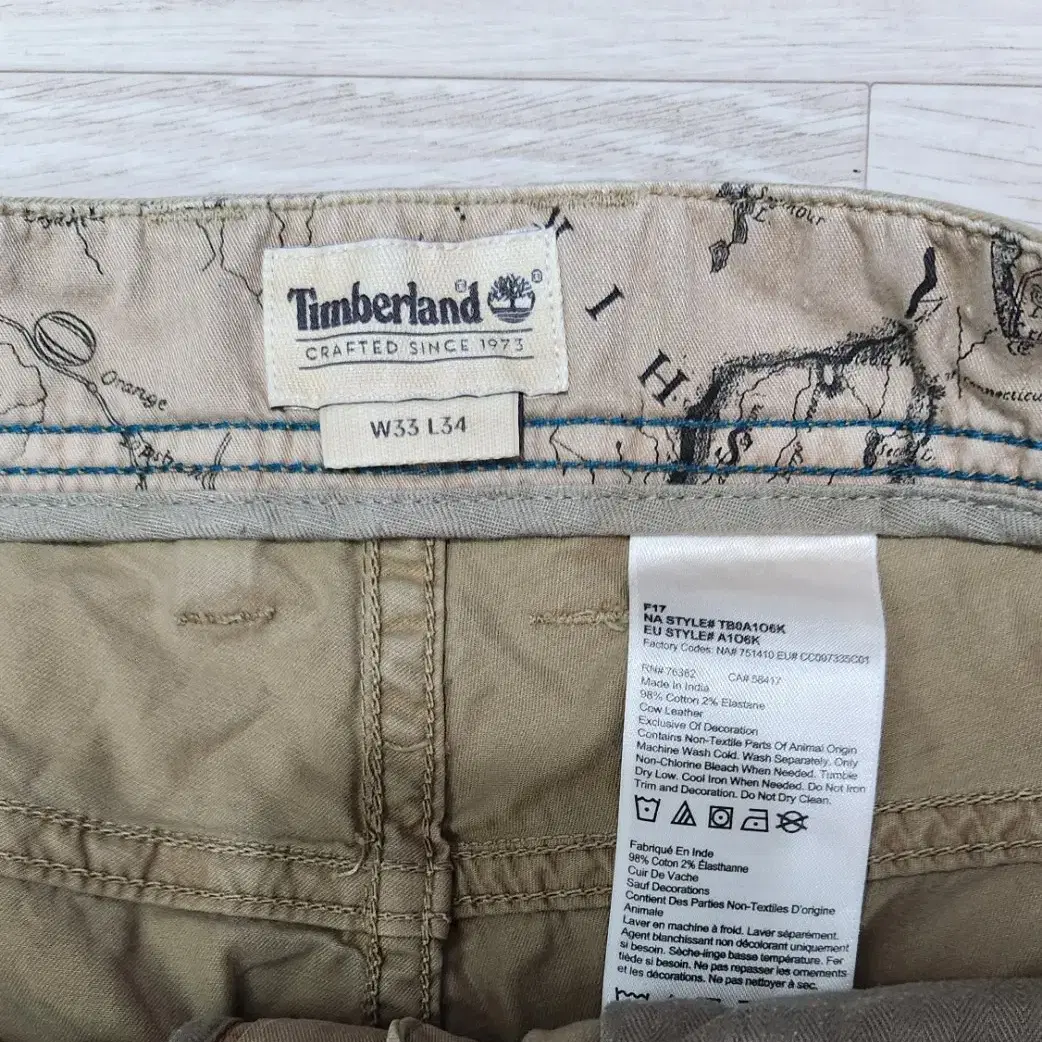 Timberland
CRAFTED SINCE 1973
W33 L34
I
H
Orange
F17
NA STYLE# TB0A1O6K
EU STYLE# A1O6K
Factory Codes: NA# 751410 EU# CC007335C01
RN# 76362 CA# 58417
Made in India
98% Cotton 2% Elastane
Cow Leather
Exclusive Of Decoration
Contains Non-Textile Parts Of Animal Origin
Machine Wash Cold. Wash Separately. Only
Non-Chlorine Bleach When Needed. Tumble
Dry Low. Cool Iron When Needed. Do Not Iron
Trim and Decoration. Do Not Dry Clean.
Fabriqué En Inde
98% Coton 2% Élasthanne
Cuir De Vache
Sauf Decorations
Contient Des Parties Non-Textiles D'origine
Animale
Laver en machine à froid. Laver séparément.
Agent blanchissant non décolorant uniquement
si besoin. Sèche-linge basse température. Fer
tiède si besoin. Ne pas repasser les ornements
et les décorations. Ne pas nettoyer à sec.